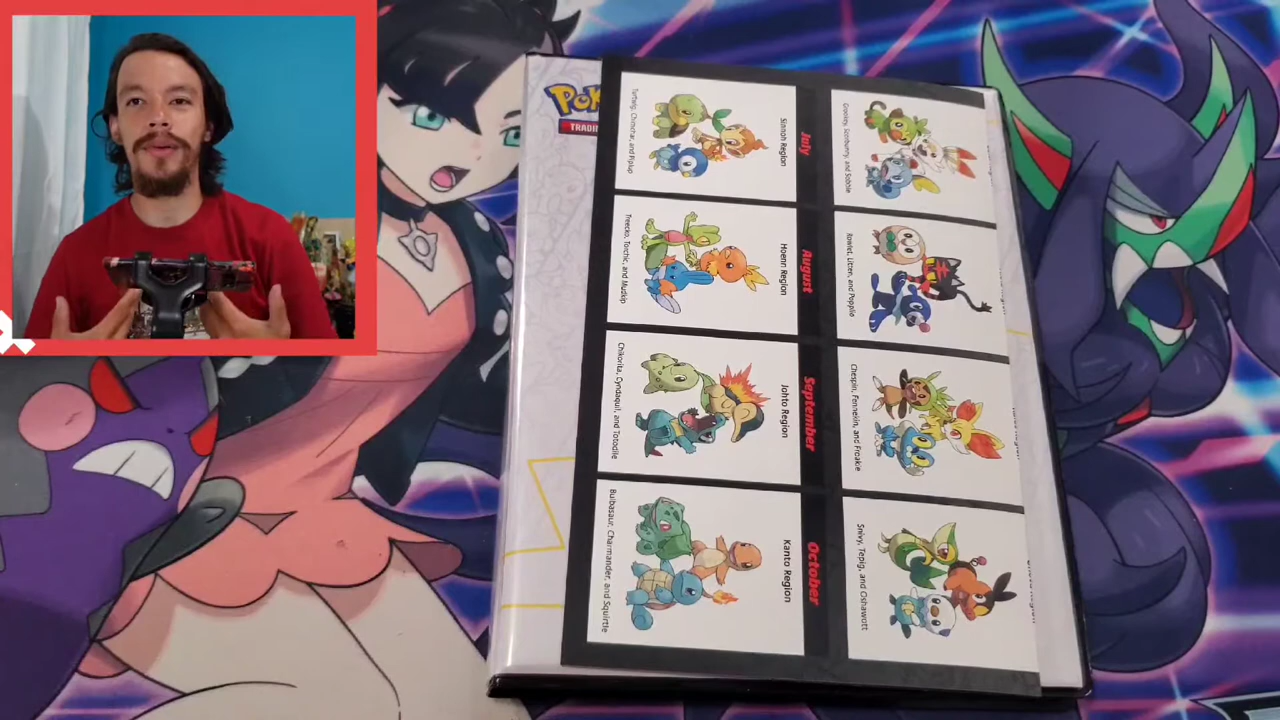 Pok
TRADI
July
Sinnoh Region
Turtwig, Chimchar, and Piplup
August
Hoenn Region
Treecko, Torchic, and Mudkip
September
Johto Region
Chikorita, Cyndaquil, and Totodile
October
Kanto Region
Bulbasaur, Charmander, and Squirtle
Grookey, Scorbunny, and Sobble
Rowlet, Litten, and Popplio
Chespin, Fennekin, and Froakie
Snivy, Tepig, and Oshawott